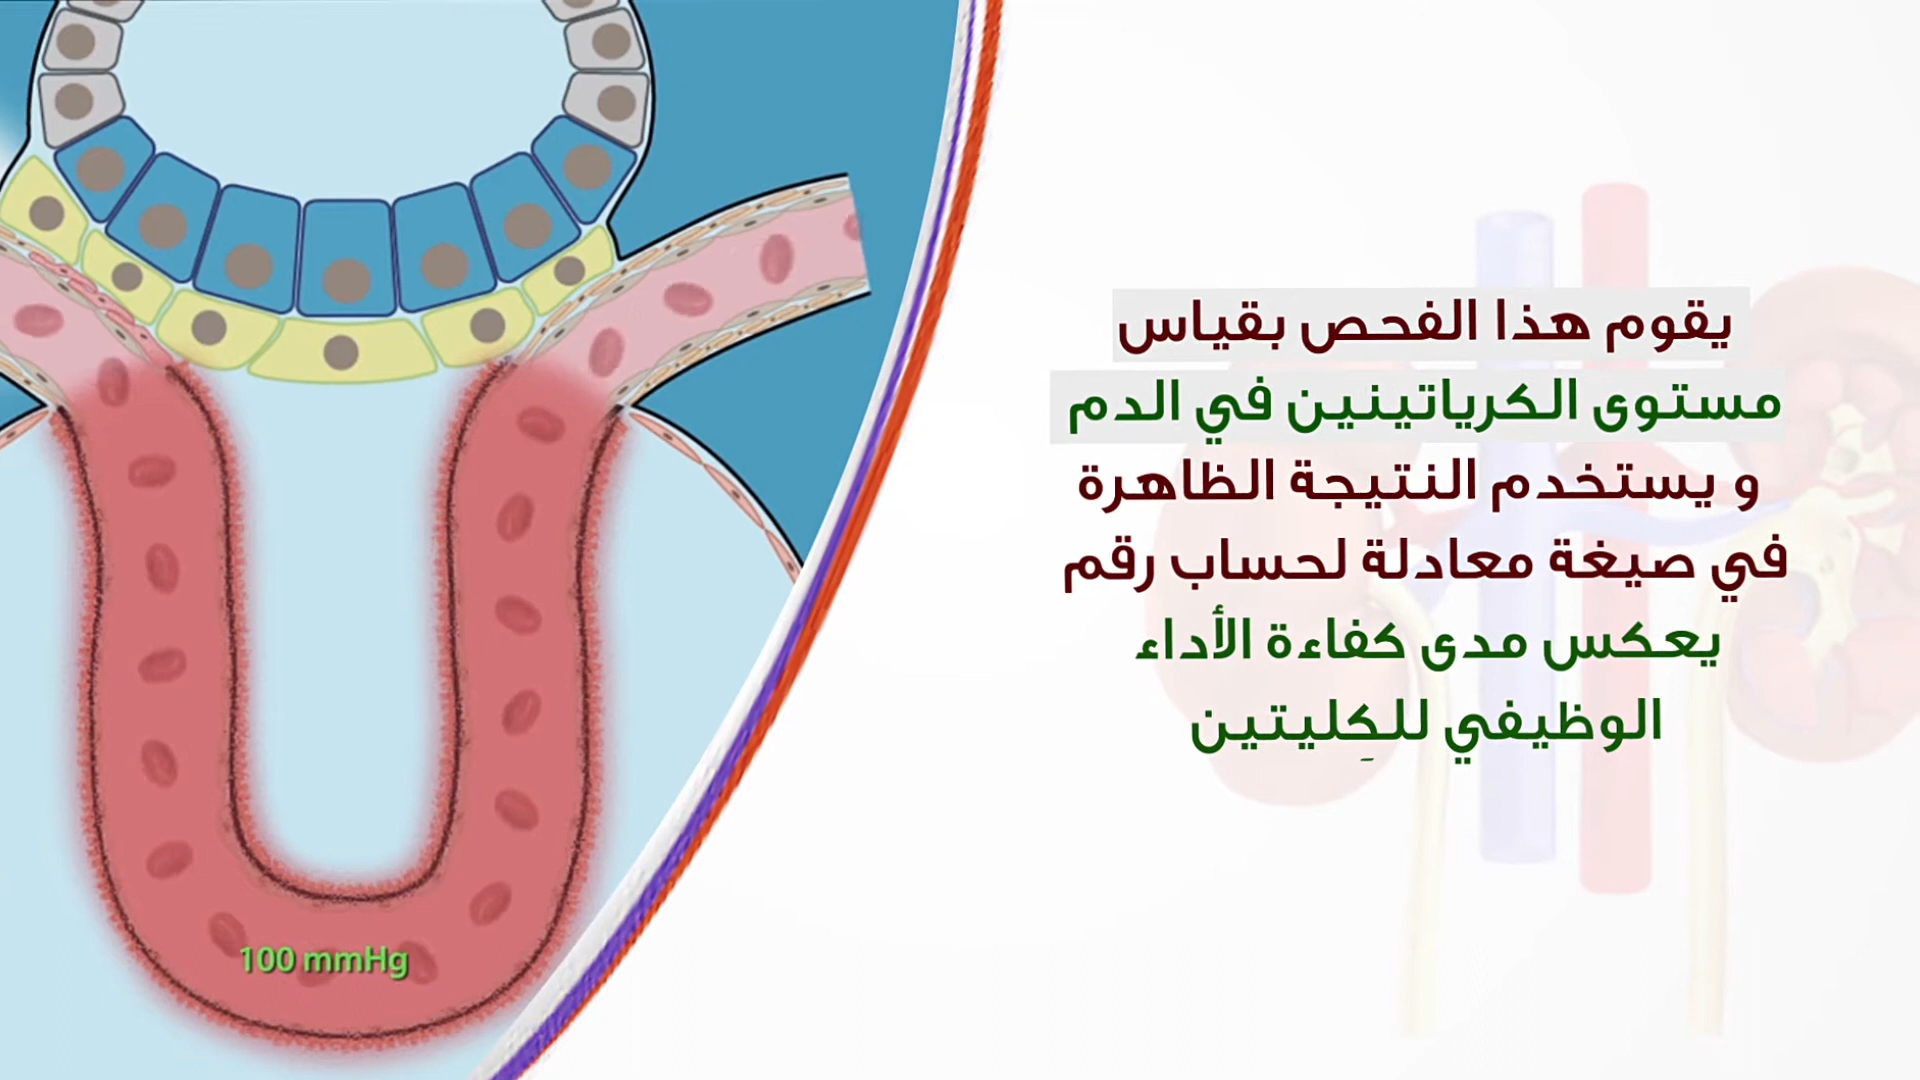 يقوم هذا الفحص بقياس
مستوى الكرياتينين في الدم
و يستخدم النتيجة الظاهرة
في صيغة معادلة لحساب رقم
يعكس مدى كفاءة الأداء
الوظيفي للكِليتين
100 mmHg